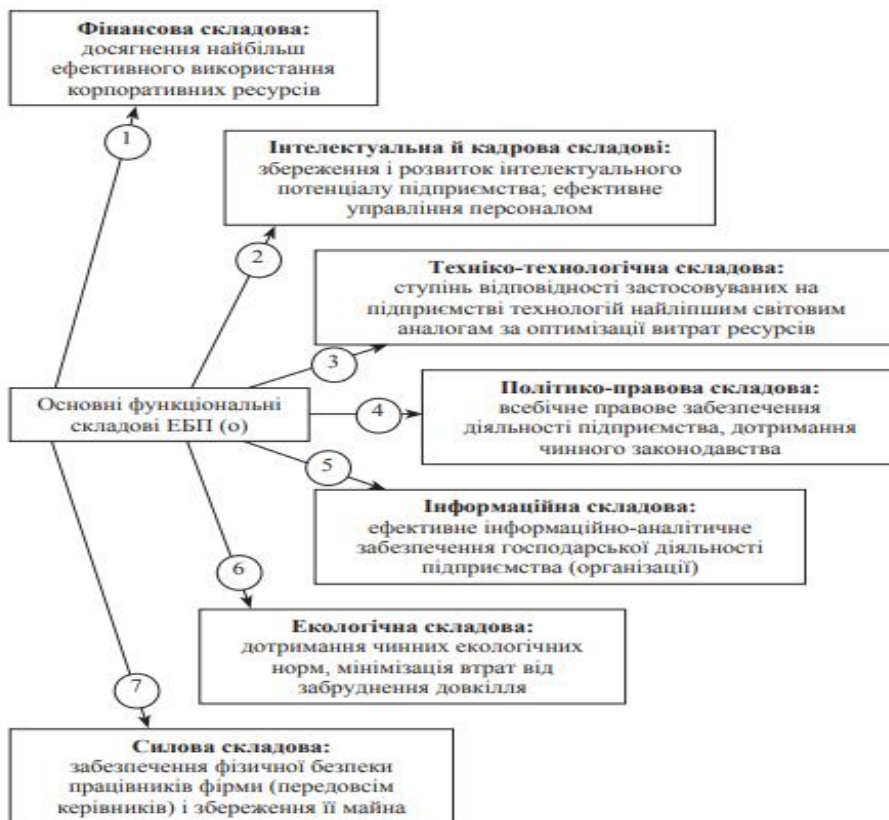 Фінансова складова:
досягнення найбільш
ефективного використання
корпоративних ресурсів
1
Інтелектуальна й кадрова складові:
збереження і розвиток інтелектуального
потенціалу підприємства; ефективне
управління персоналом
2
Техніко-технологічна складова:
ступінь відповідності застосовуваних на
підприємстві технологій найліпшим світовим
аналогам за оптимізації витрат ресурсів
3
Основні функціональні
складові ЕБП (о)
4
Політико-правова складова:
всебічне правове забезпечення
діяльності підприємства, дотримання
чинного законодавства
5
Інформаційна складова:
ефективне інформаційно-аналітичне
забезпечення господарської діяльності
підприємства (організації)
6
Екологічна складова:
дотримання чинних екологічних
норм, мінімізація втрат від
забруднення довкілля
7
Силова складова:
забезпечення фізичної безпеки
працівників фірми (передовсім
керівників) і збереження її майна